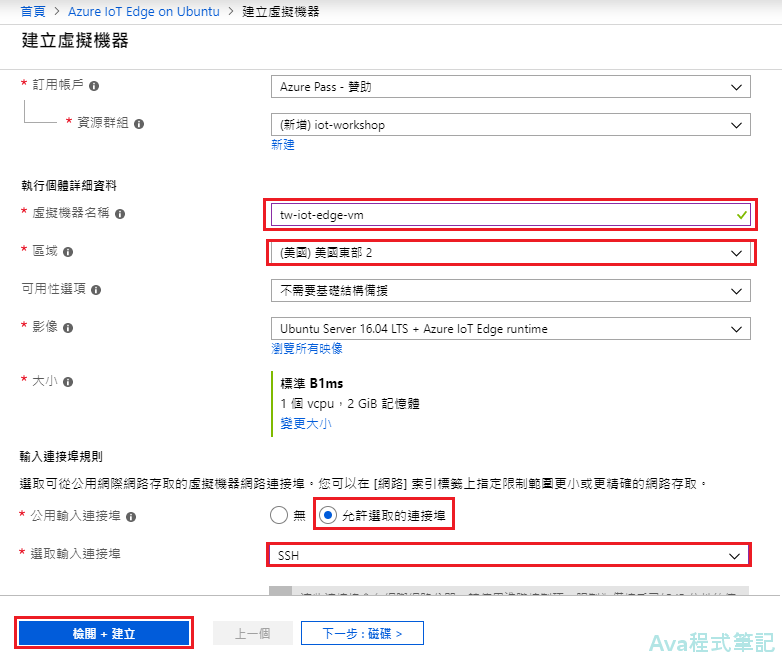 首頁 > Azure IoT Edge on Ubuntu > 建立虛擬機器
建立虛擬機器
* 訂用帳戶
Azure Pass - 贊助
* 資源群組
(新增) iot-workshop
新建
執行個體詳細資料
* 虛擬機器名稱
tw-iot-edge-vm
* 區域
(美國) 美國東部 2
可用性選項
不需要基礎結構備援
* 影像
Ubuntu Server 16.04 LTS + Azure IoT Edge runtime
瀏覽所有映像
* 大小
標準 B1ms
1 個 vcpu，2 GiB 記憶體
變更大小
輸入連接埠規則
選取可從公用網際網路存取的虛擬機器網路連接埠。您可以在 [網路] 索引標籤上指定限制範圍更小或更精確的網路存取。
* 公用輸入連接埠
無
允許選取的連接埠
* 選取輸入連接埠
SSH
檢閱 + 建立
上一個
下一步 : 磁碟 >
Ava程式筆記